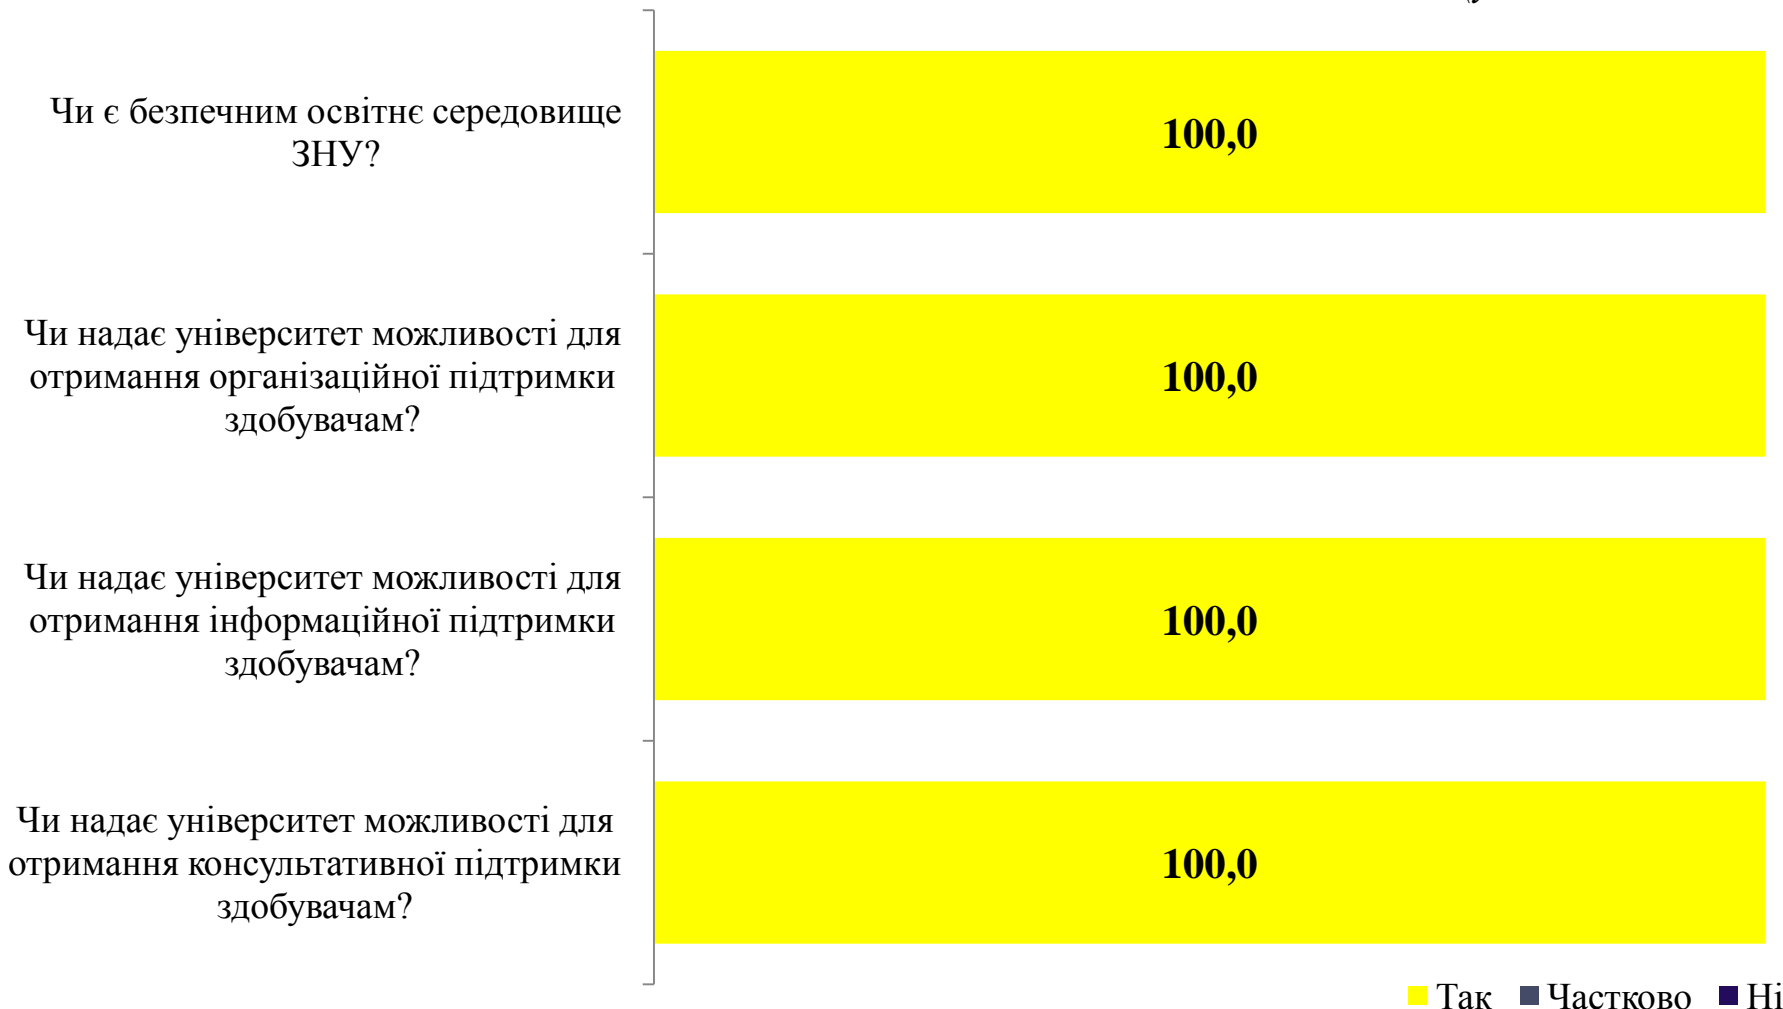 Чи є безпечним освітнє середовище
ЗНУ?
100,0
Чи надає університет можливості для
отримання організаційної підтримки
здобувачам?
100,0
Чи надає університет можливості для
отримання інформаційної підтримки
здобувачам?
100,0
Чи надає університет можливості для
отримання консультативної підтримки
здобувачам?
100,0
Так Частково Ні